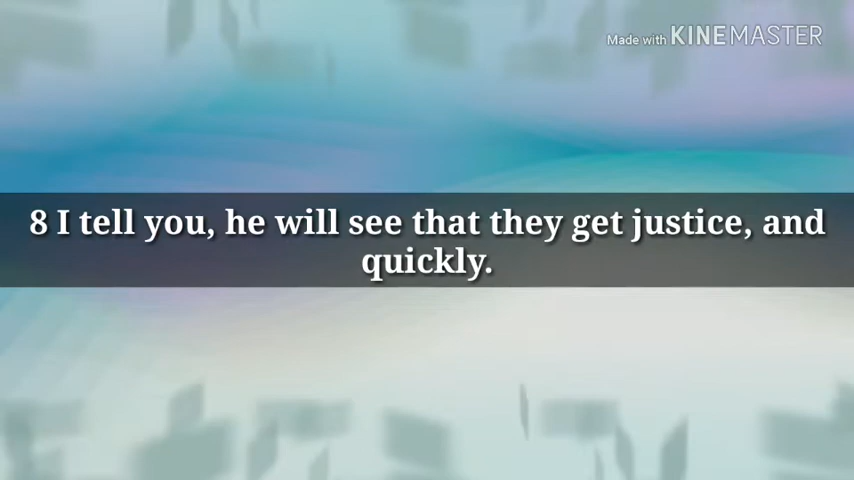 Made with KINEMASTER
8 I tell you, he will see that they get justice, and
quickly.